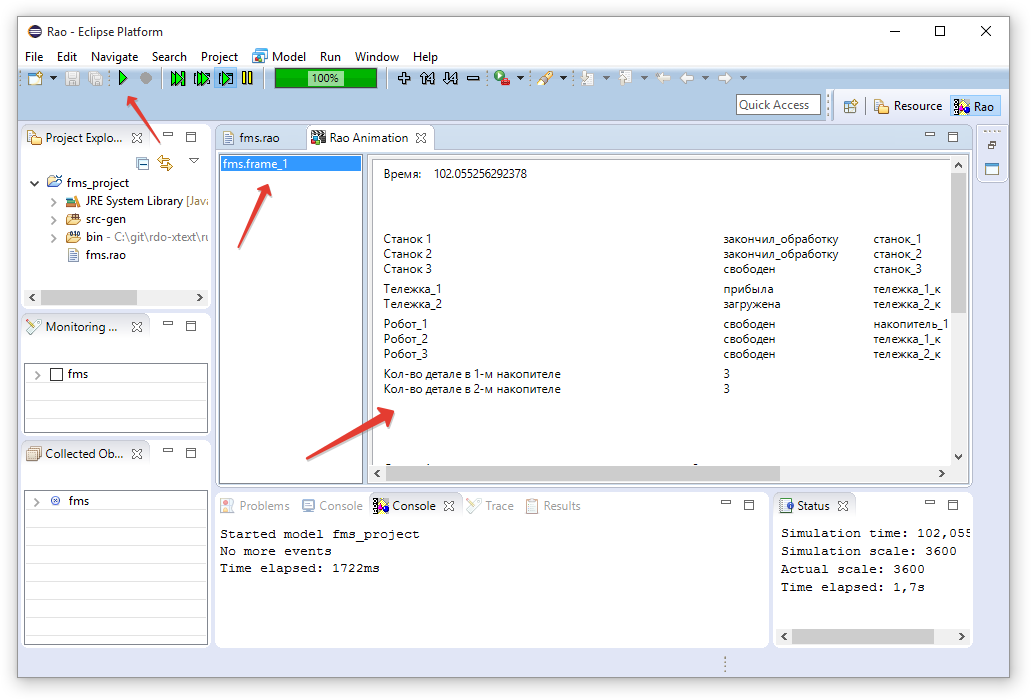 Rao - Eclipse Platform
File Edit Navigate Search Project Model Run Window Help
100%
Quick Access Resource Rao
Project Explo...
fms_project
JRE System Library [Java
src-gen
bin - C:\git\rdo-xtext\ru
fms.rao
Monitoring ...
fms
Collected Ob...
fms
fms.rao Rao Animation
fms.frame_1
Время: 102.055256292378
Станок 1 закончил_обработку станок_1
Станок 2 закончил_обработку станок_2
Станок 3 свободен станок_3
Тележка_1 прибыла тележка_1_к
Тележка_2 загружена тележка_2_к
Робот_1 свободен накопитель_1
Робот_2 свободен тележка_1_к
Робот_3 свободен тележка_2_к
Кол-во детале в 1-м накопителе 3
Кол-во детале в 2-м накопителе 3
Problems Console Console Trace Results
Started model fms_project
No more events
Time elapsed: 1722ms
Status
Simulation time: 102,055
Simulation scale: 3600
Actual scale: 3600
Time elapsed: 1,7s